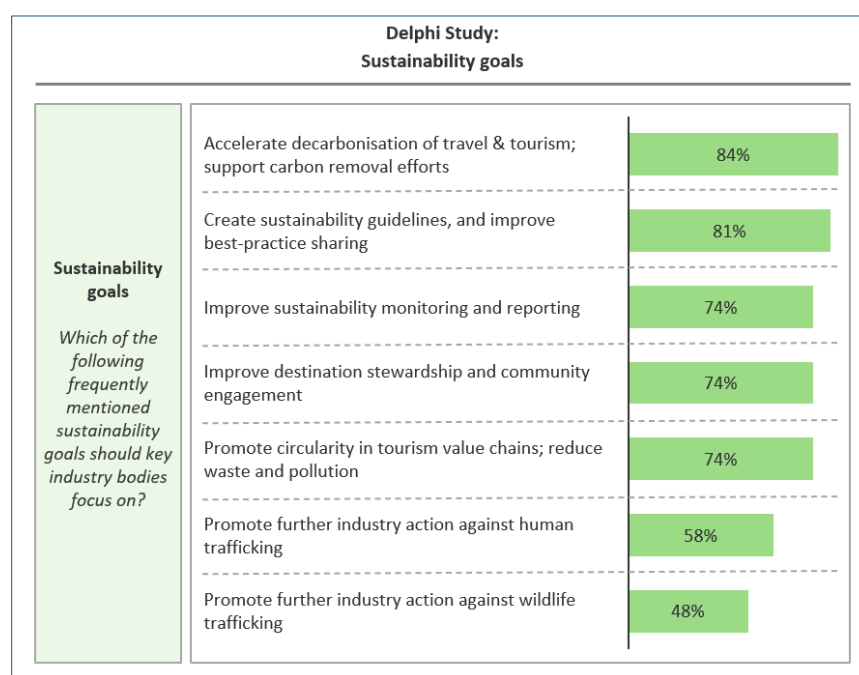 Delphi Study:
Sustainability goals
Sustainability
goals
Which of the
following
frequently
mentioned
sustainability
goals should key
industry bodies
focus on?
Accelerate decarbonisation of travel & tourism;
support carbon removal efforts
84%
Create sustainability guidelines, and improve
best-practice sharing
81%
Improve sustainability monitoring and reporting
74%
Improve destination stewardship and community
engagement
74%
Promote circularity in tourism value chains; reduce
waste and pollution
74%
Promote further industry action against human
trafficking
58%
Promote further industry action against wildlife
trafficking
48%